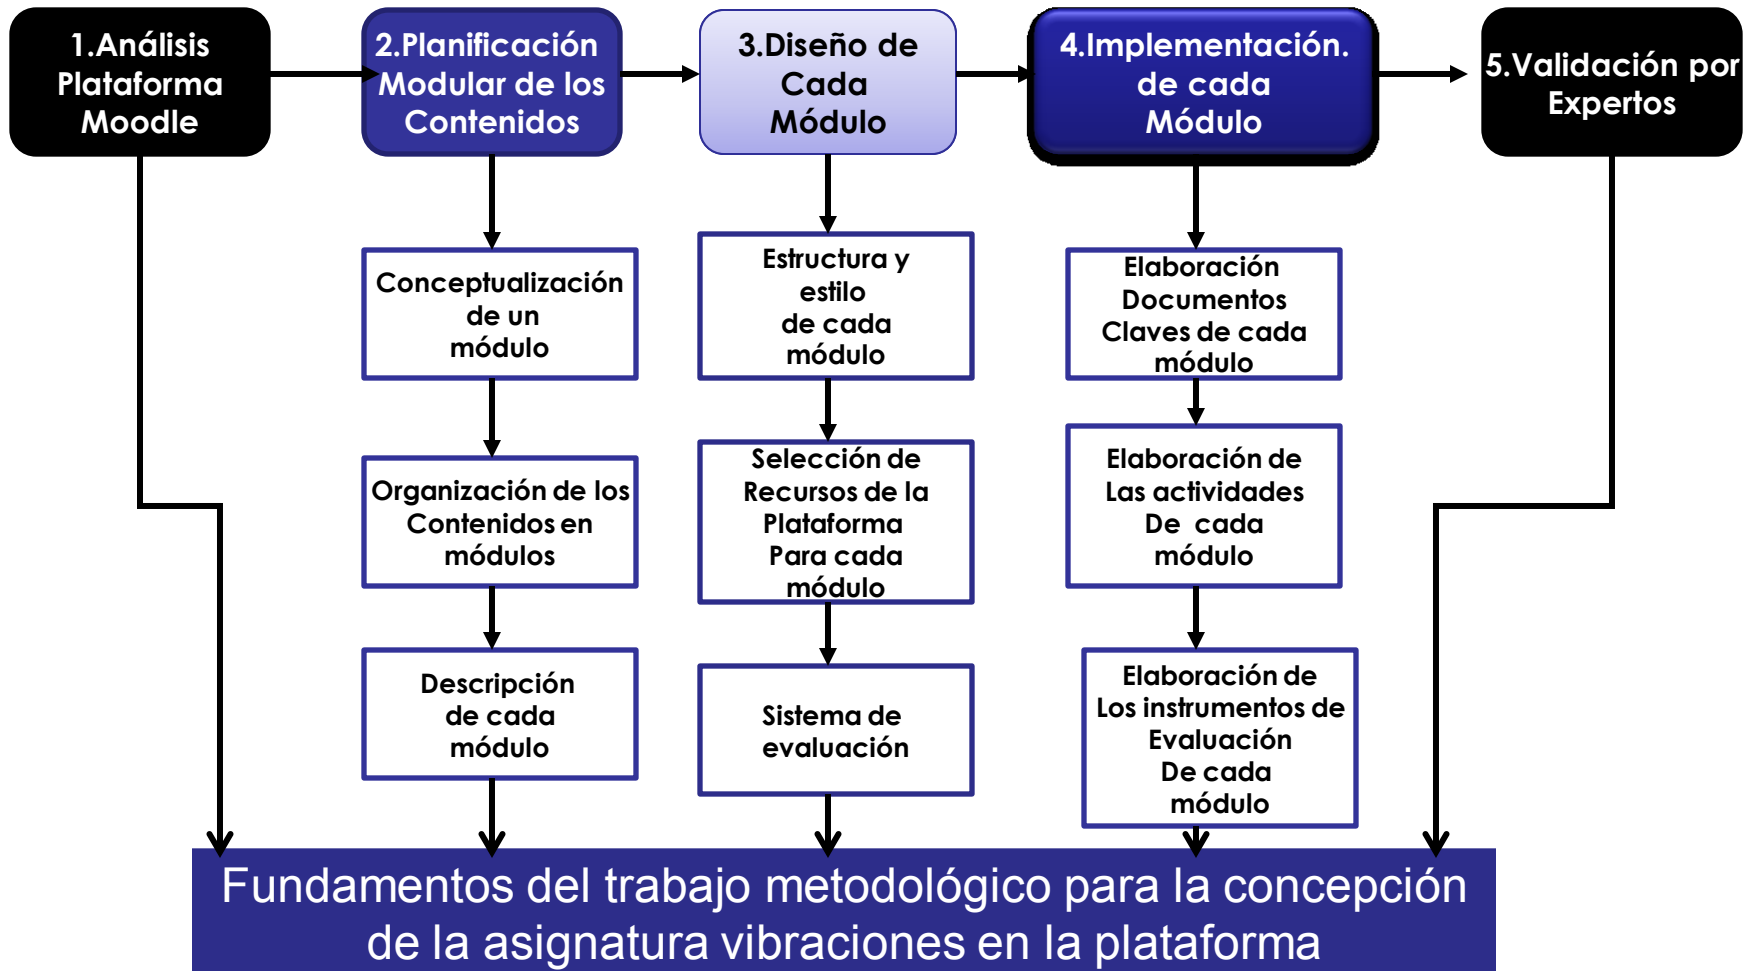 1.Análisis
Plataforma
Moodle
2.Planificación
Modular de los
Contenidos
3.Diseño de
Cada
Módulo
4.Implementación.
de cada
Módulo
5.Validación por
Expertos
Conceptualización
de un
módulo
Organización de los
Contenidos en
módulos
Descripción
de cada
módulo
Estructura y
estilo
de cada
módulo
Selección de
Recursos de la
Plataforma
Para cada
módulo
Sistema de
evaluación
Elaboración
Documentos
Claves de cada
módulo
Elaboración de
Las actividades
De cada
módulo
Elaboración de
Los instrumentos de
Evaluación
De cada
módulo
Fundamentos del trabajo metodológico para la concepción
de la asignatura vibraciones en la plataforma